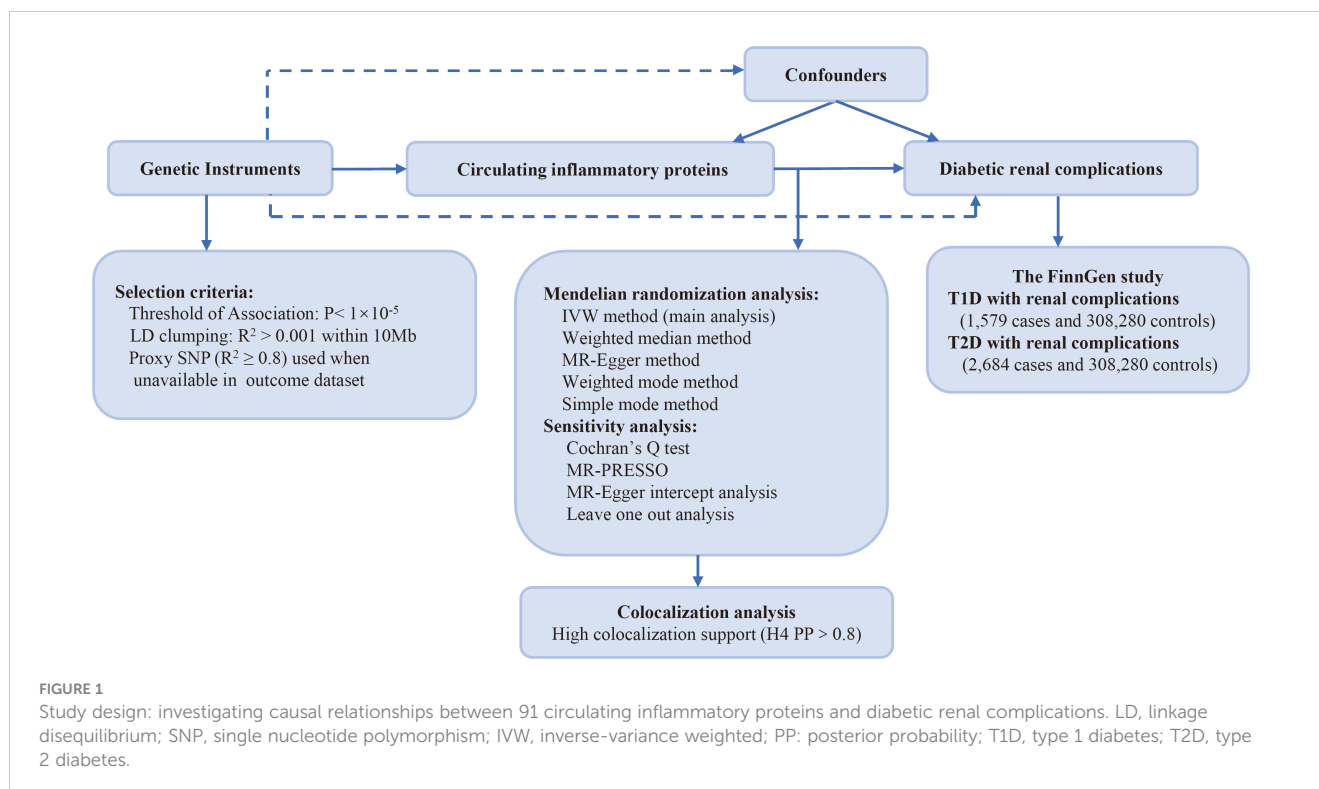 Confounders
Genetic Instruments
Circulating inflammatory proteins
Diabetic renal complications
Selection criteria:
Threshold of Association: P< 1×10⁻⁵
LD clumping: R² > 0.001 within 10Mb
Proxy SNP (R² ≥ 0.8) used when
unavailable in outcome dataset
Mendelian randomization analysis:
IVW method (main analysis)
Weighted median method
MR-Egger method
Weighted mode method
Simple mode method
Sensitivity analysis:
Cochran’s Q test
MR-PRESSO
MR-Egger intercept analysis
Leave one out analysis
The FinnGen study
T1D with renal complications
(1,579 cases and 308,280 controls)
T2D with renal complications
(2,684 cases and 308,280 controls)
Colocalization analysis
High colocalization support (H4 PP > 0.8)
FIGURE 1
Study design: investigating causal relationships between 91 circulating inflammatory proteins and diabetic renal complications. LD, linkage
disequilibrium; SNP, single nucleotide polymorphism; IVW, inverse-variance weighted; PP: posterior probability; T1D, type 1 diabetes; T2D, type
2 diabetes.